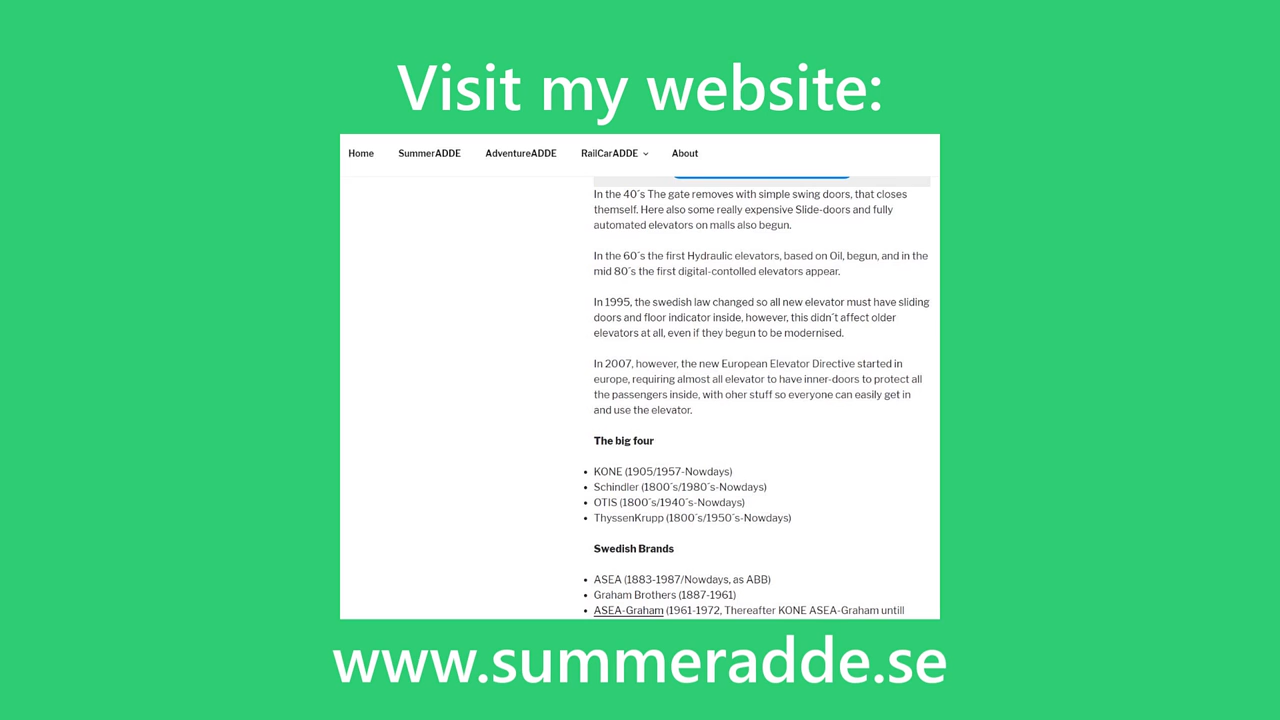 Visit my website:
Home SummerADDE AdventureADDE RailCarADDE About
In the 40´s The gate removes with simple swing doors, that closes
themself. Here also some really expensive Slide-doors and fully
automated elevators on malls also begun.
In the 60´s the first Hydraulic elevators, based on Oil, begun, and in the
mid 80´s the first digital-contolled elevators appear.
In 1995, the swedish law changed so all new elevator must have sliding
doors and floor indicator inside, however, this didn´t affect older
elevators at all, even if they begun to be modernised.
In 2007, however, the new European Elevator Directive started in
europe, requiring almost all elevator to have inner-doors to protect all
the passengers inside, with oher stuff so everyone can easily get in
and use the elevator.
The big four
• KONE (1905/1957-Nowdays)
• Schindler (1800´s/1980´s-Nowdays)
• OTIS (1800´s/1940´s-Nowdays)
• ThyssenKrupp (1800´s/1950´s-Nowdays)
Swedish Brands
• ASEA (1883-1987/Nowdays, as ABB)
• Graham Brothers (1887-1961)
• ASEA-Graham (1961-1972, Thereafter KONE ASEA-Graham untill
www.summeradde.se